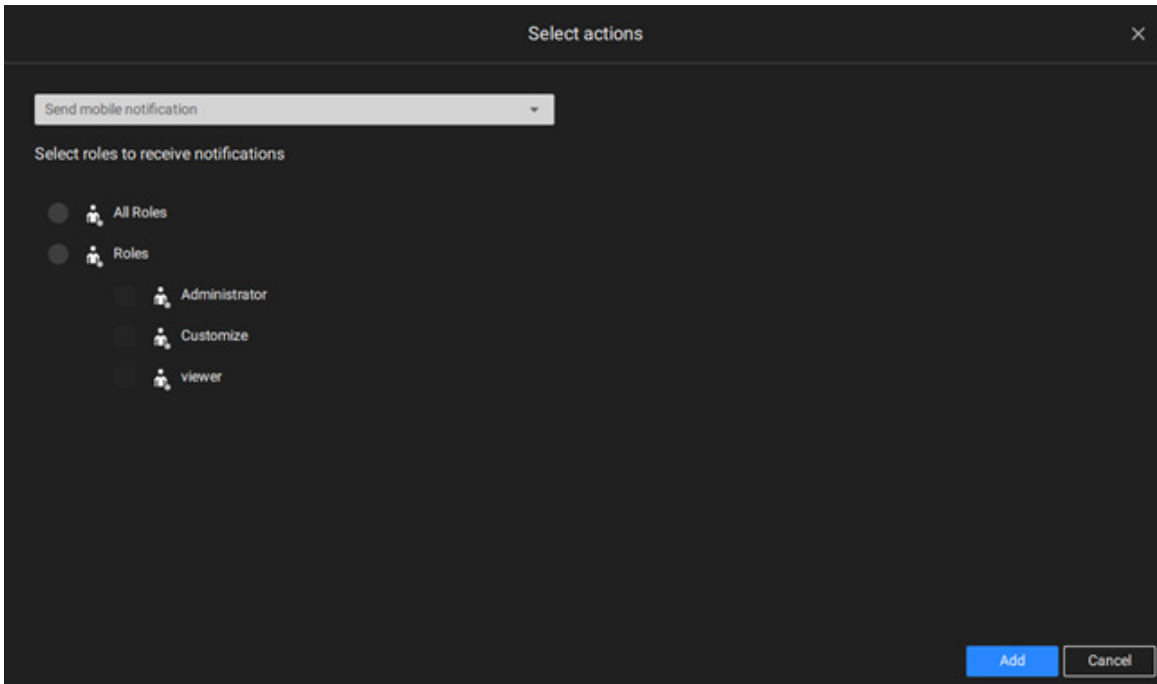 Select actions
Send mobile notification
Select roles to receive notifications
All Roles
Roles
Administrator
Customize
viewer
Add Cancel